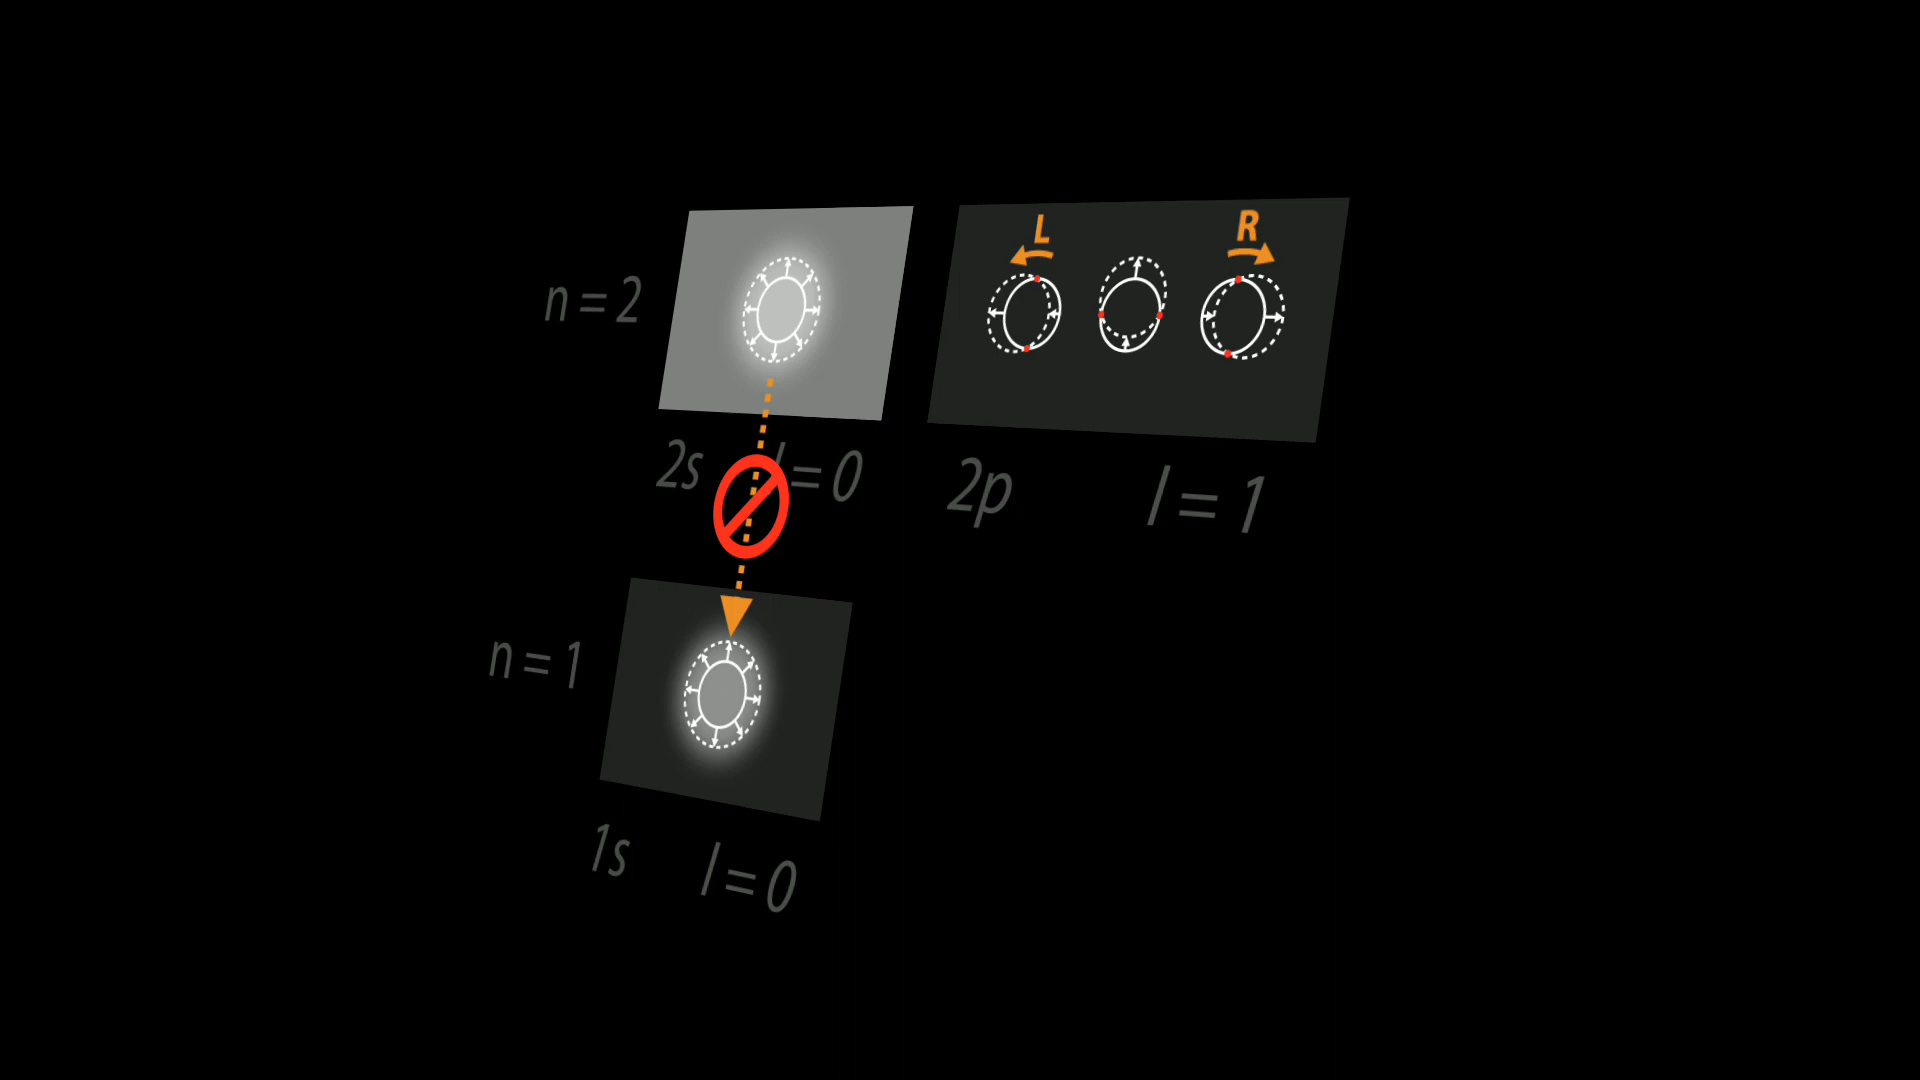 L
R
n = 2
2s l = 0
2p l = 1
n = 1
1s l = 0